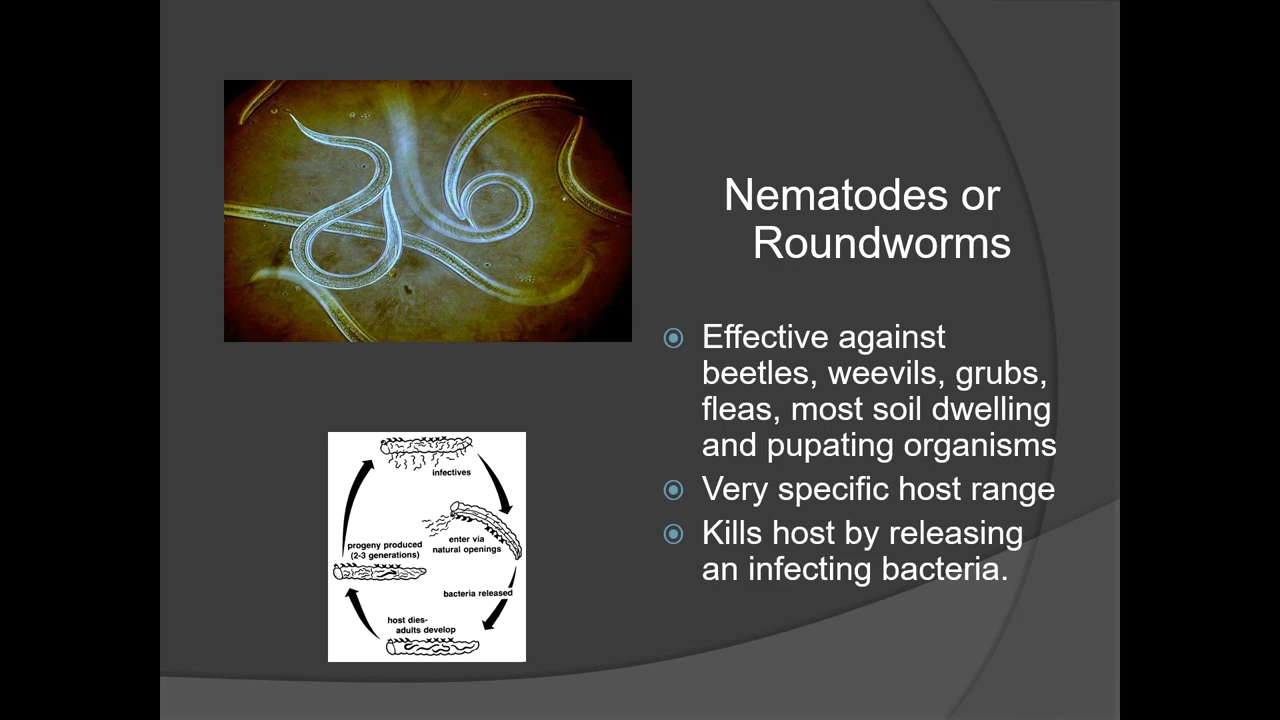 Nematodes or
Roundworms
Effective against
beetles, weevils, grubs,
fleas, most soil dwelling
and pupating organisms
Very specific host range
Kills host by releasing
an infecting bacteria.
infectives
enter via
natural openings
bacteria released
host dies-
adults develop
progeny produced
(2-3 generations)